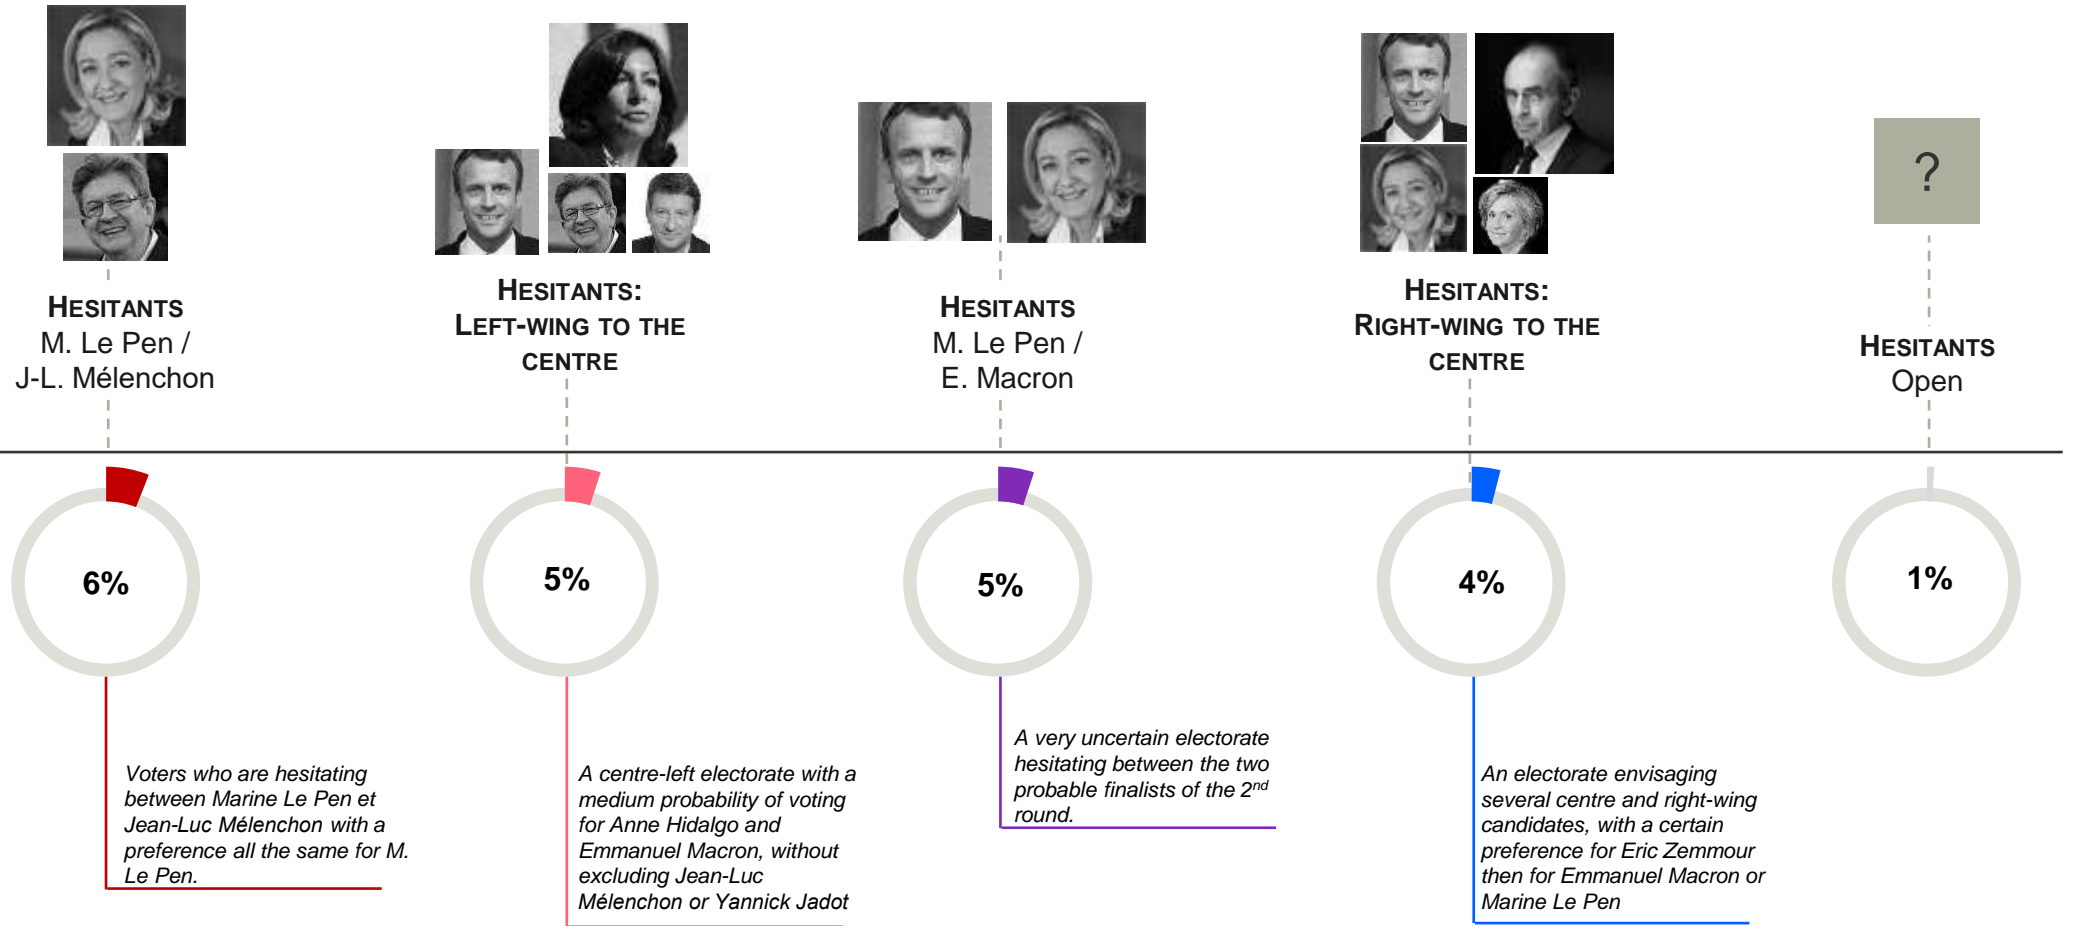 HESITANTS
M. Le Pen /
J-L. Mélenchon
HESITANTS:
LEFT-WING TO THE
CENTRE
HESITANTS
M. Le Pen /
E. Macron
HESITANTS:
RIGHT-WING TO THE
CENTRE
?
HESITANTS
Open
6%
5%
5%
4%
1%
Voters who are hesitating
between Marine Le Pen et
Jean-Luc Mélenchon with a
preference all the same for M.
Le Pen.
A centre-left electorate with a
medium probability of voting
for Anne Hidalgo and
Emmanuel Macron, without
excluding Jean-Luc
Mélenchon or Yannick Jadot
A very uncertain electorate
hesitating between the two
probable finalists of the 2nd
round.
An electorate envisaging
several centre and right-wing
candidates, with a certain
preference for Eric Zemmour
then for Emmanuel Macron or
Marine Le Pen